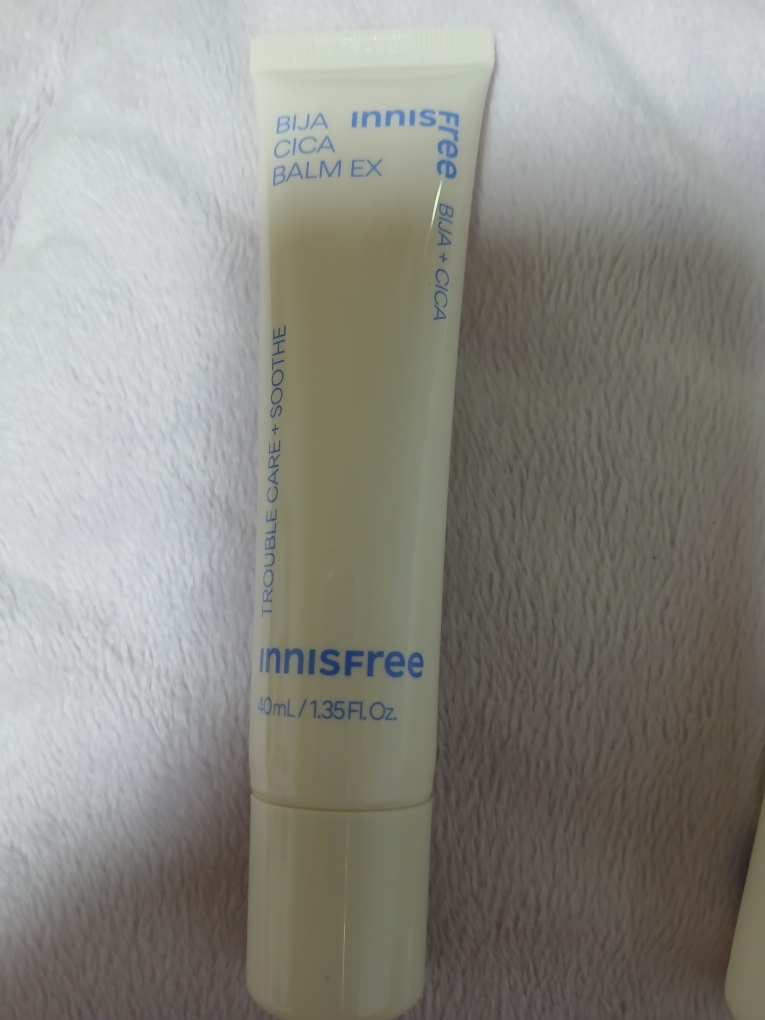 BIJA
CICA
BALM EX
INNISFree
BIJA + CICA
TROUBLE CARE + SOOTHE
INNISFree
40mL / 1.35 Fl. Oz.